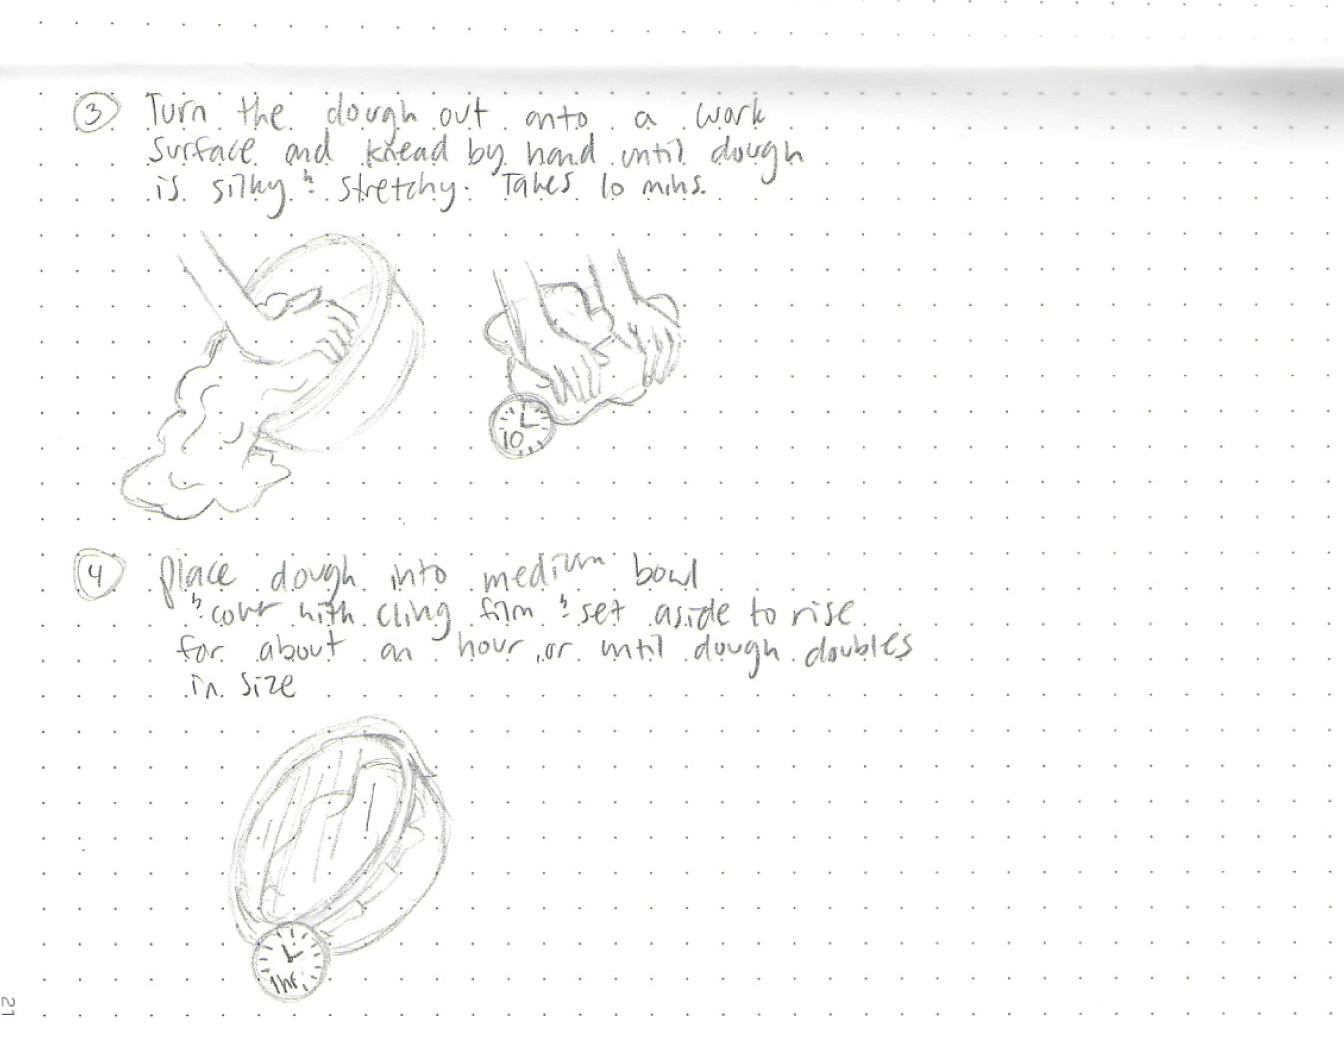 3 Turn the dough out onto a work
surface and knead by hand until dough
is silky & stretchy. Takes 10 mins.
10
4 Place dough into medium bowl
& cover with cling film & set aside to rise
for about an hour, or until dough doubles
in size
1hr.
21